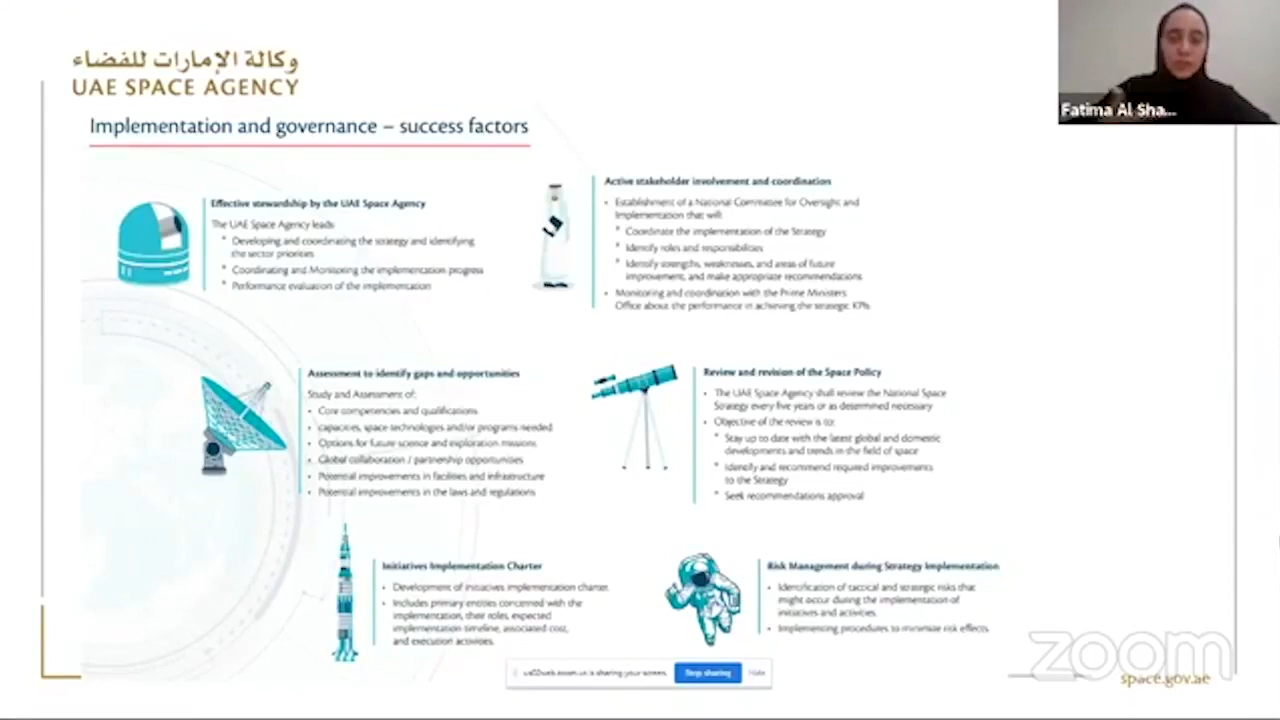 وكالة الإمارات للفضاء
UAE SPACE AGENCY
Fatima Al Sha...
Implementation and governance – success factors
Effective stewardship by the UAE Space Agency
The UAE Space Agency leads
* Developing and coordinating the strategy and identifying
the sector priorities
* Coordinating and Monitoring the implementation progress
* Performance evaluation of the implementation
Active stakeholder involvement and coordination
• Establishment of a National Committee for Oversight and
Implementation that will:
* Coordinate the implementation of the Strategy
* Identify roles and responsibilities
* Identify strengths, weaknesses, and areas of future
improvement, and make appropriate recommendations
• Monitoring and coordination with the Prime Ministers
Office about the performance in achieving the strategic KPIs
Assessment to identify gaps and opportunities
Study and Assessment of:
• Core competencies and qualifications
• capacities, space technologies and/or programs needed
• Options for future science and exploration missions
• Global collaboration / partnership opportunities
• Potential improvements in facilities and infrastructure
• Potential improvements in the laws and regulations
Review and revision of the Space Policy
• The UAE Space Agency shall review the National Space
Strategy every five years or as determined necessary
• Objective of the review is to:
* Stay up to date with the latest global and domestic
developments and trends in the field of space
* Identify and recommend required improvements
to the Strategy
* Seek recommendations approval
Initiatives Implementation Charter
• Development of initiatives implementation charter.
• Includes primary entities concerned with the
implementation, their roles, expected
implementation timeline, associated cost,
and execution activities.
Risk Management during Strategy Implementation
• Identification of tactical and strategic risks that
might occur during the implementation of
initiatives and activities.
• Implementing procedures to minimize risk effects.
us02web.zoom.us is sharing your screen.
Stop sharing
Hide
zoom
space.gov.ae